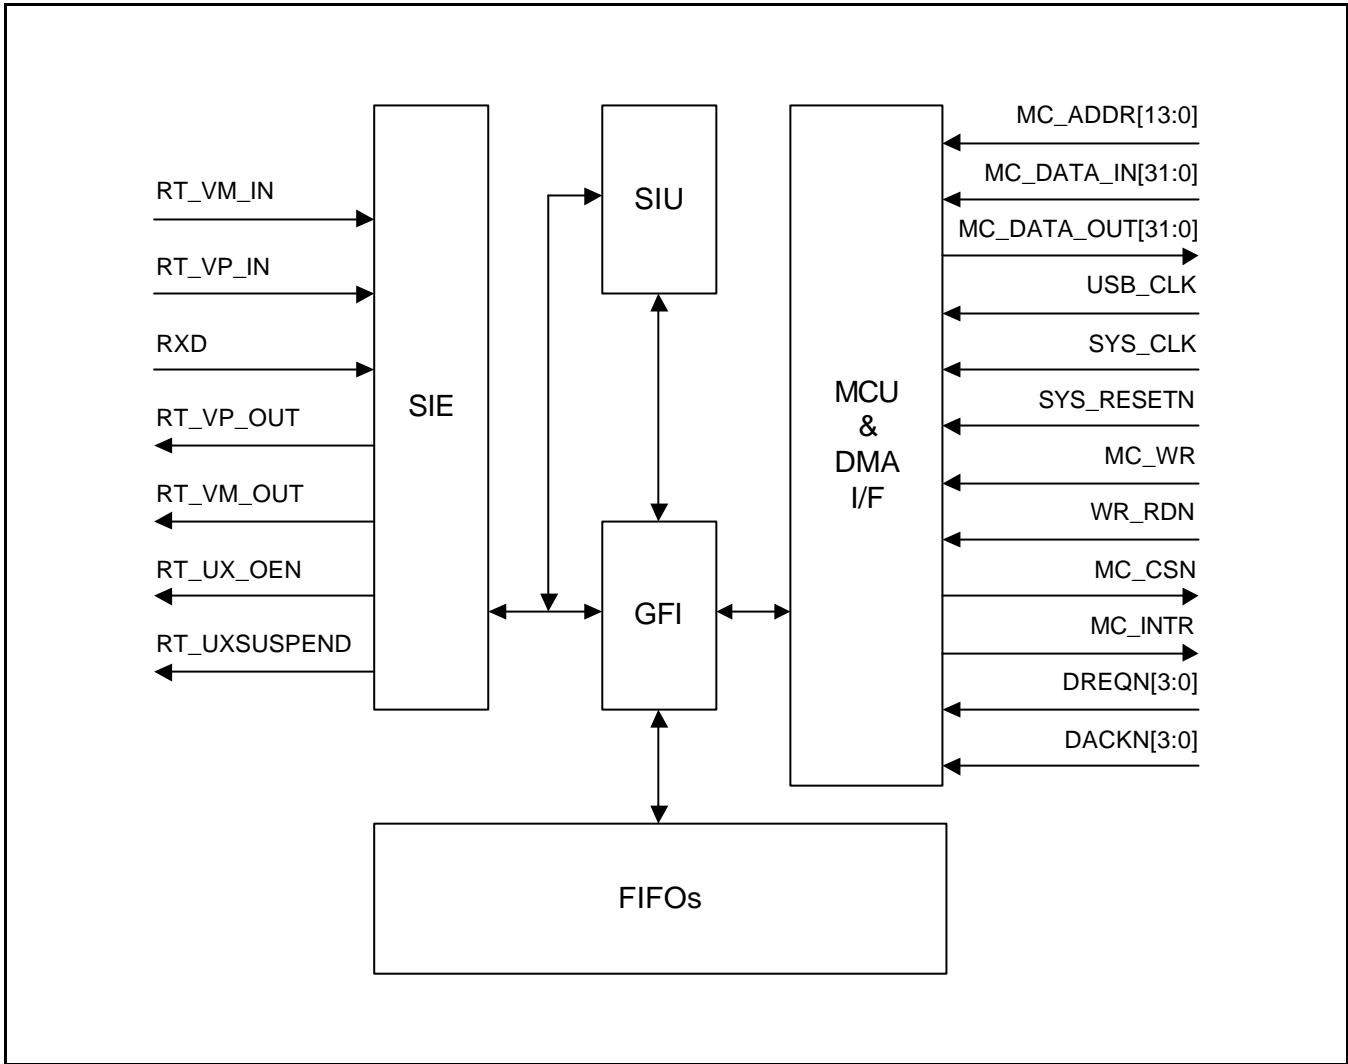 RT_VM_IN
RT_VP_IN
RXD
RT_VP_OUT
RT_VM_OUT
RT_UX_OEN
RT_UXSUSPEND
SIE
SIU
GFI
FIFOs
MCU
&
DMA
I/F
MC_ADDR[13:0]
MC_DATA_IN[31:0]
MC_DATA_OUT[31:0]
USB_CLK
SYS_CLK
SYS_RESETN
MC_WR
WR_RDN
MC_CSN
MC_INTR
DREQN[3:0]
DACKN[3:0]